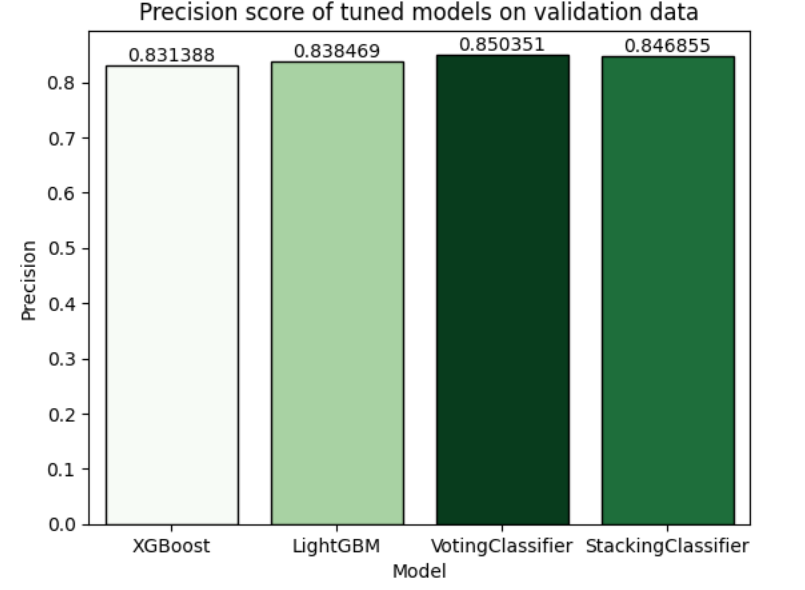 Precision score of tuned models on validation data
0.831388
0.838469
0.850351
0.846855
Precision
0.8
0.7
0.6
0.5
0.4
0.3
0.2
0.1
0.0
XGBoost
LightGBM
VotingClassifier
StackingClassifier
Model